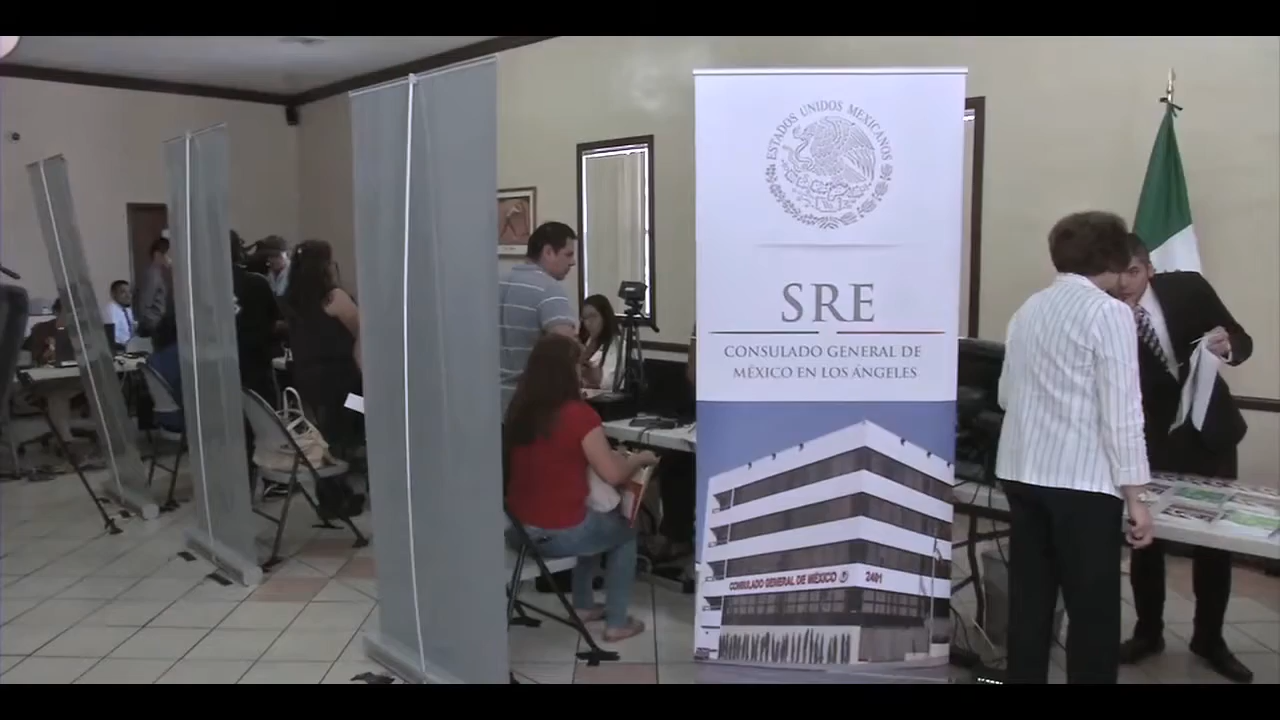 ESTADOS UNIDOS MEXICANOS
SRE
CONSULADO GENERAL DE
MÉXICO EN LOS ÁNGELES
CONSULADO GENERAL DE MÉXICO 2401